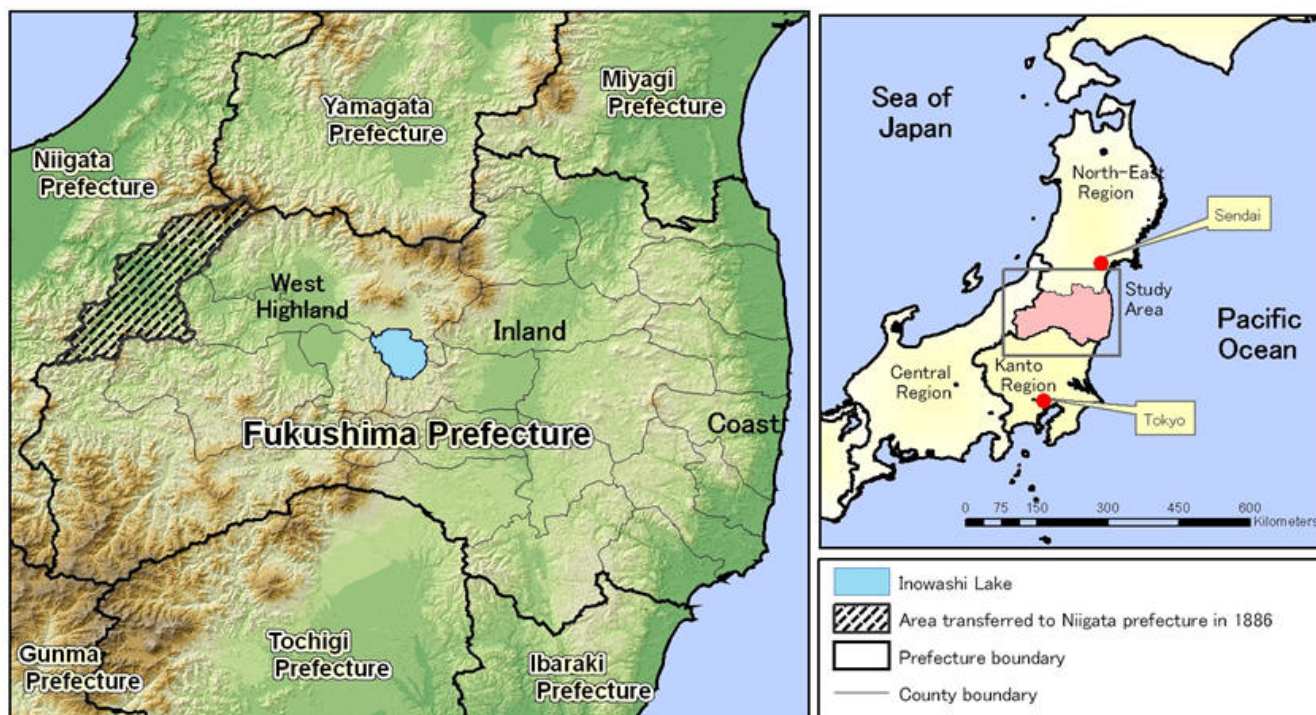 Miyagi
Prefecture
Yamagata
Prefecture
Niigata
Prefecture
West
Highland
Inland
Coast
Fukushima Prefecture
Gunma
Prefecture
Tochigi
Prefecture
Ibaraki
Prefecture
Sea of
Japan
North-East
Region
Sendai
Study
Area
Pacific
Ocean
Central
Region
Kanto
Region
Tokyo
0 75 150 300 450 600
Kilometers
Inowashi Lake
Area transferred to Niigata prefecture in 1886
Prefecture boundary
County boundary